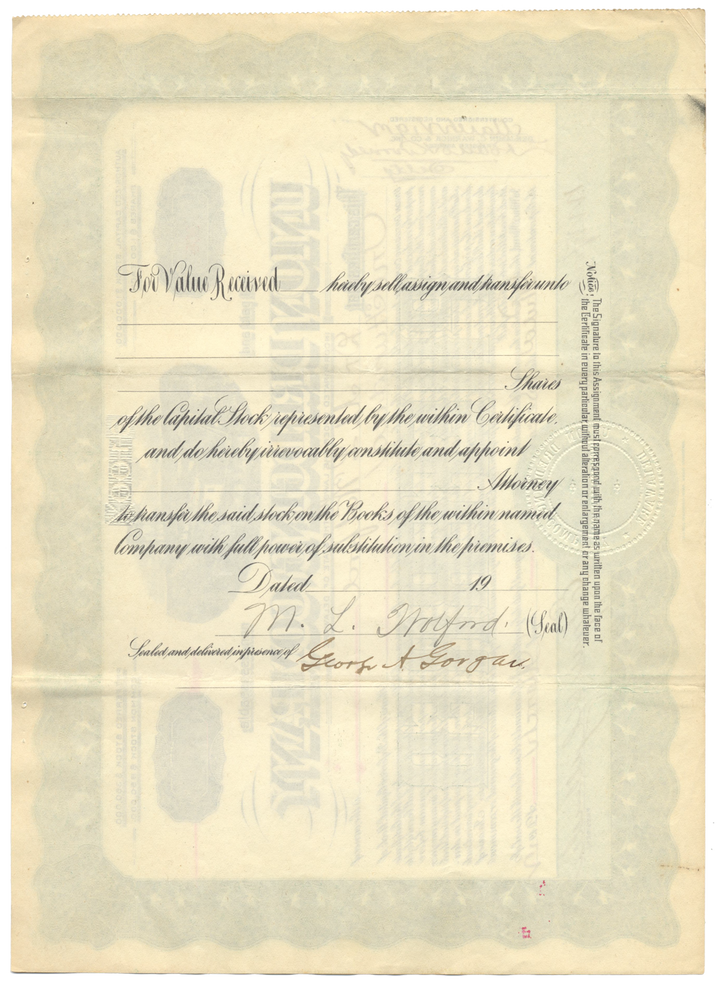 For Value Received hereby sell, assign, and transfer unto
Shares
of the Capital Stock, represented by the within Certificate,
and do hereby irrevocably constitute and appoint
Attorney
to transfer the said stock on the Books of the within named
Company with full power of substitution in the premises.
Dated 19
M. L. Wolford. (Seal)
Sealed and delivered in presence of George A Gorgan.
Notice! The Signature to this Assignment must correspond with the name as written upon the face of
the Certificate in every particular without alteration or enlargement or any change whatever.